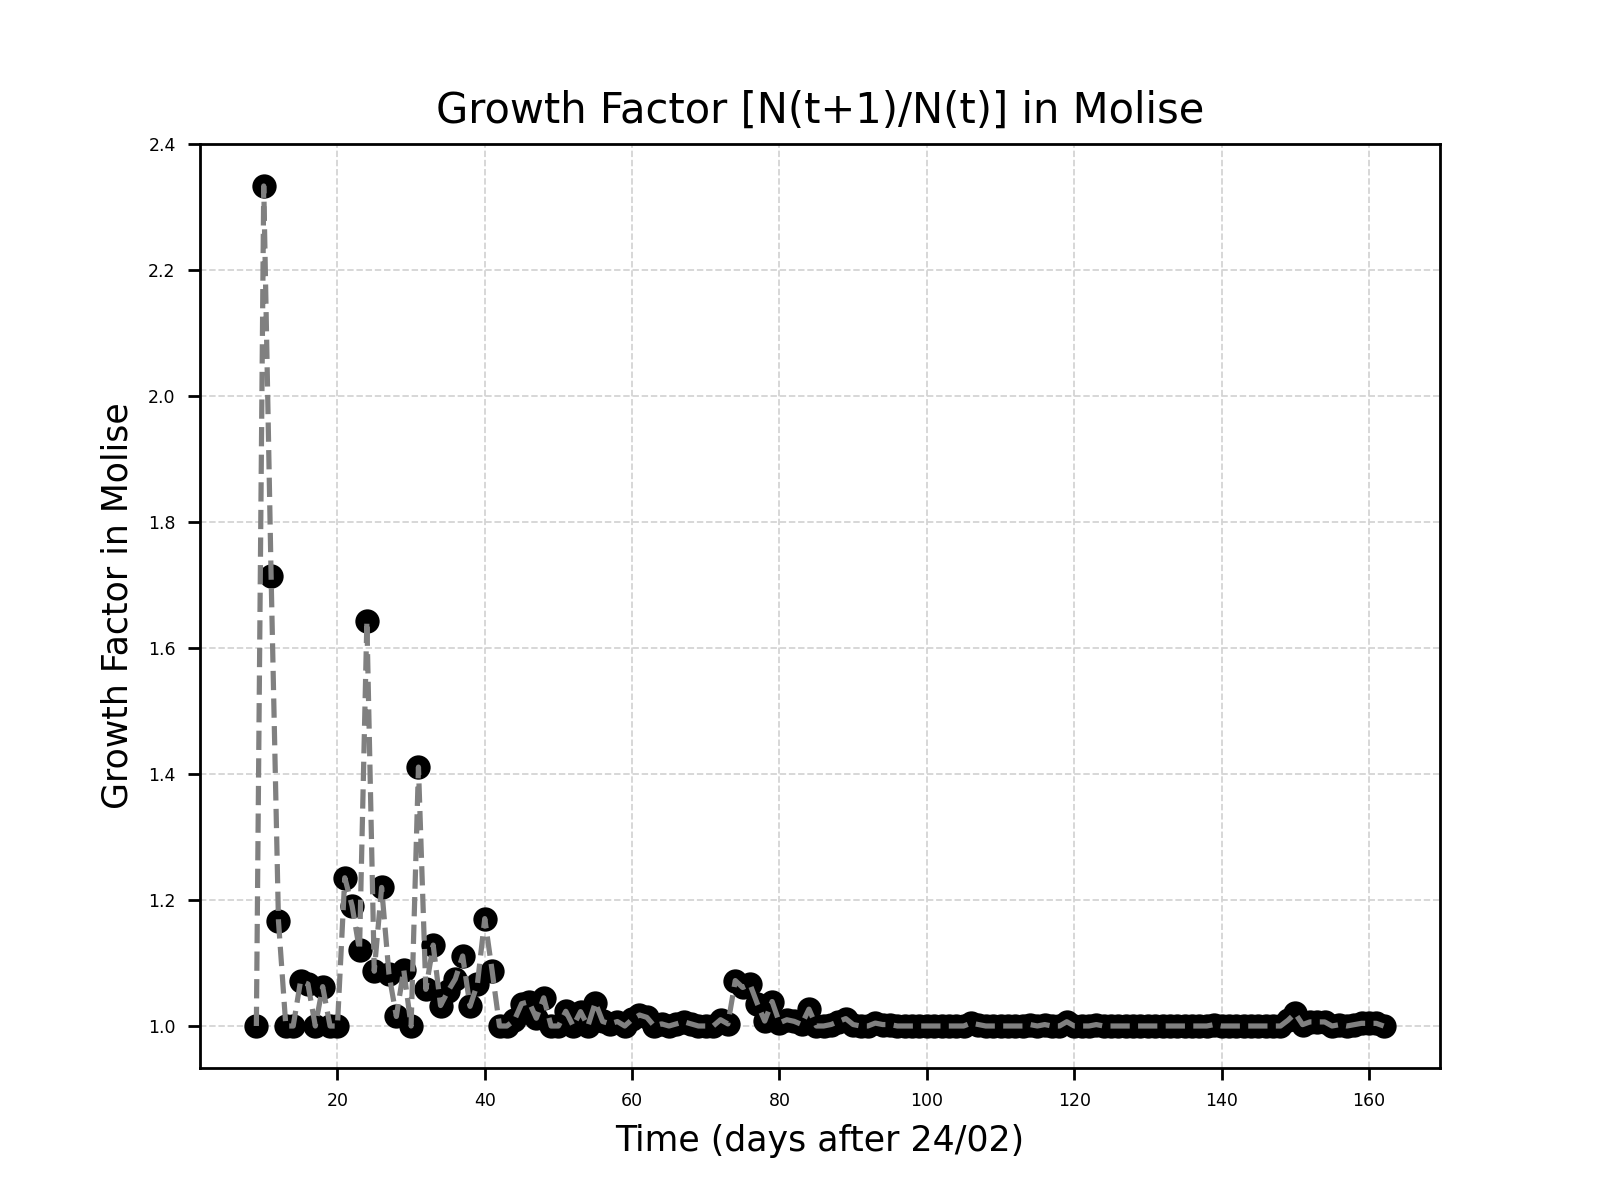 Growth Factor [N(t+1)/N(t)] in Molise
Growth Factor in Molise
2.4
2.2
2.0
1.8
1.6
1.4
1.2
1.0
20 40 60 80 100 120 140 160
Time (days after 24/02)